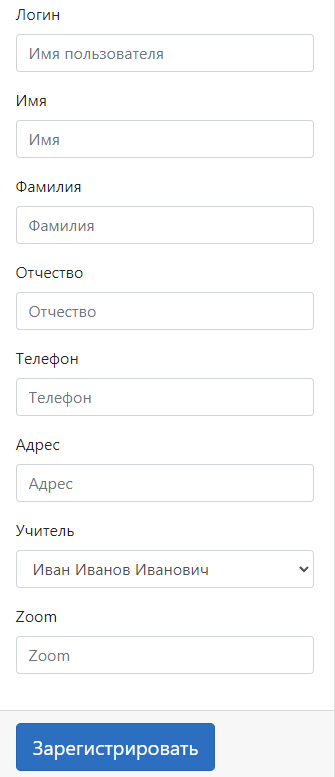 Логин
Имя пользователя
Имя
Имя
Фамилия
Фамилия
Отчество
Отчество
Телефон
Телефон
Адрес
Адрес
Учитель
Иван Иванов Иванович
Zoom
Zoom
Зарегистрировать